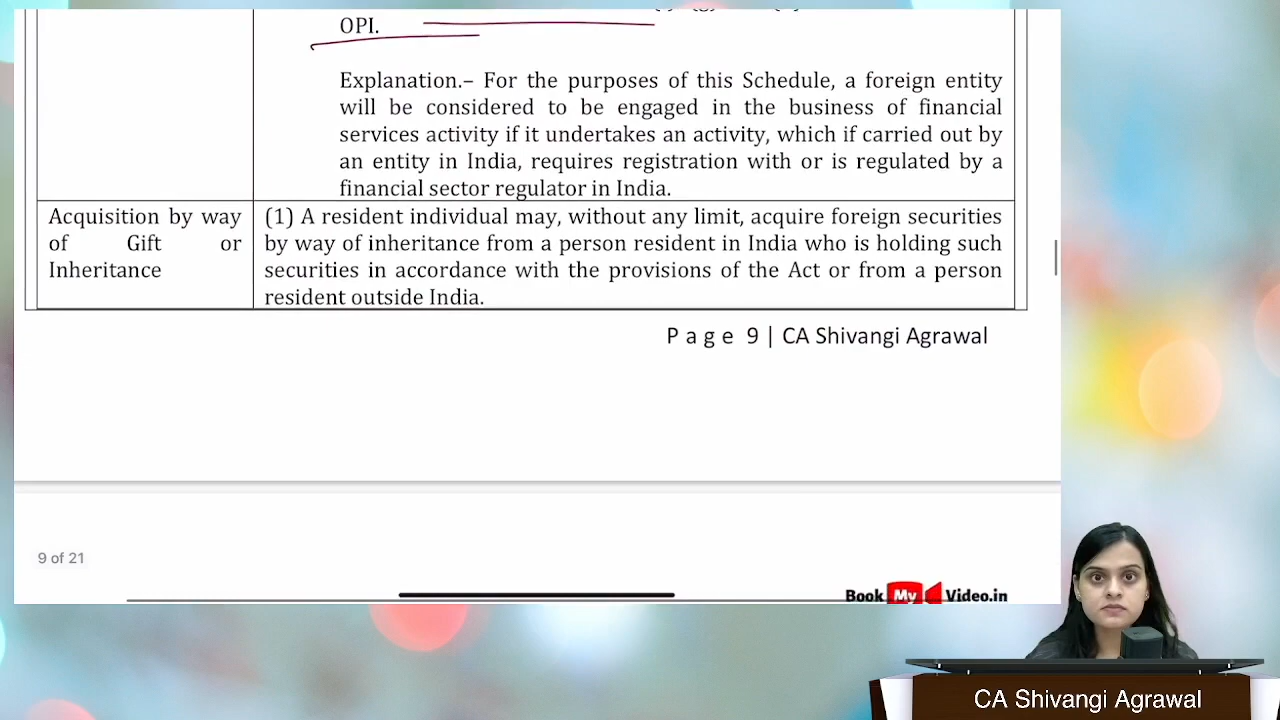 OPI.
Explanation.– For the purposes of this Schedule, a foreign entity
will be considered to be engaged in the business of financial
services activity if it undertakes an activity, which if carried out by
an entity in India, requires registration with or is regulated by a
financial sector regulator in India.
Acquisition by way
of Gift or
Inheritance
(1) A resident individual may, without any limit, acquire foreign securities
by way of inheritance from a person resident in India who is holding such
securities in accordance with the provisions of the Act or from a person
resident outside India.
P a g e 9 | CA Shivangi Agrawal
9 of 21
Book My Video.in
CA Shivangi Agrawal